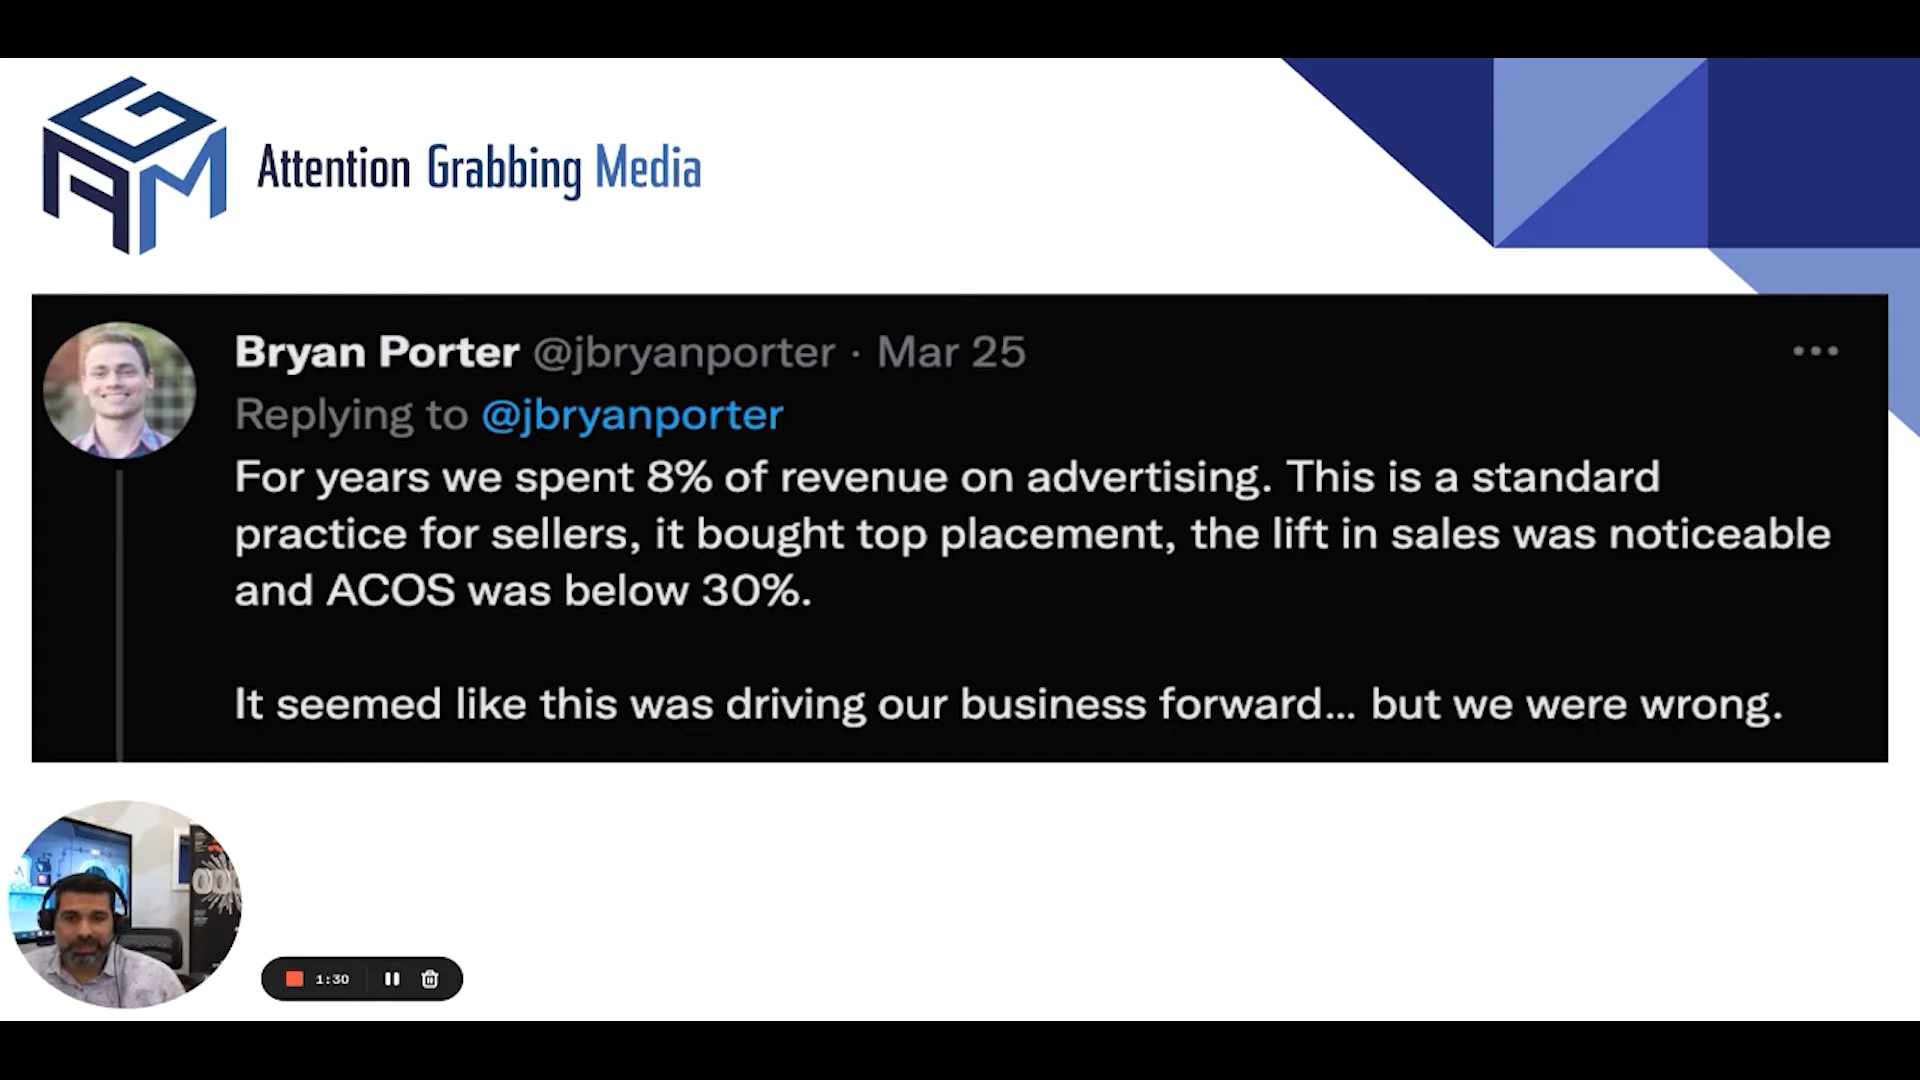 GAM
Attention Grabbing Media
Bryan Porter @jbryanporter · Mar 25
Replying to @jbryanporter
For years we spent 8% of revenue on advertising. This is a standard
practice for sellers, it bought top placement, the lift in sales was noticeable
and ACOS was below 30%.
It seemed like this was driving our business forward... but we were wrong.
1:30